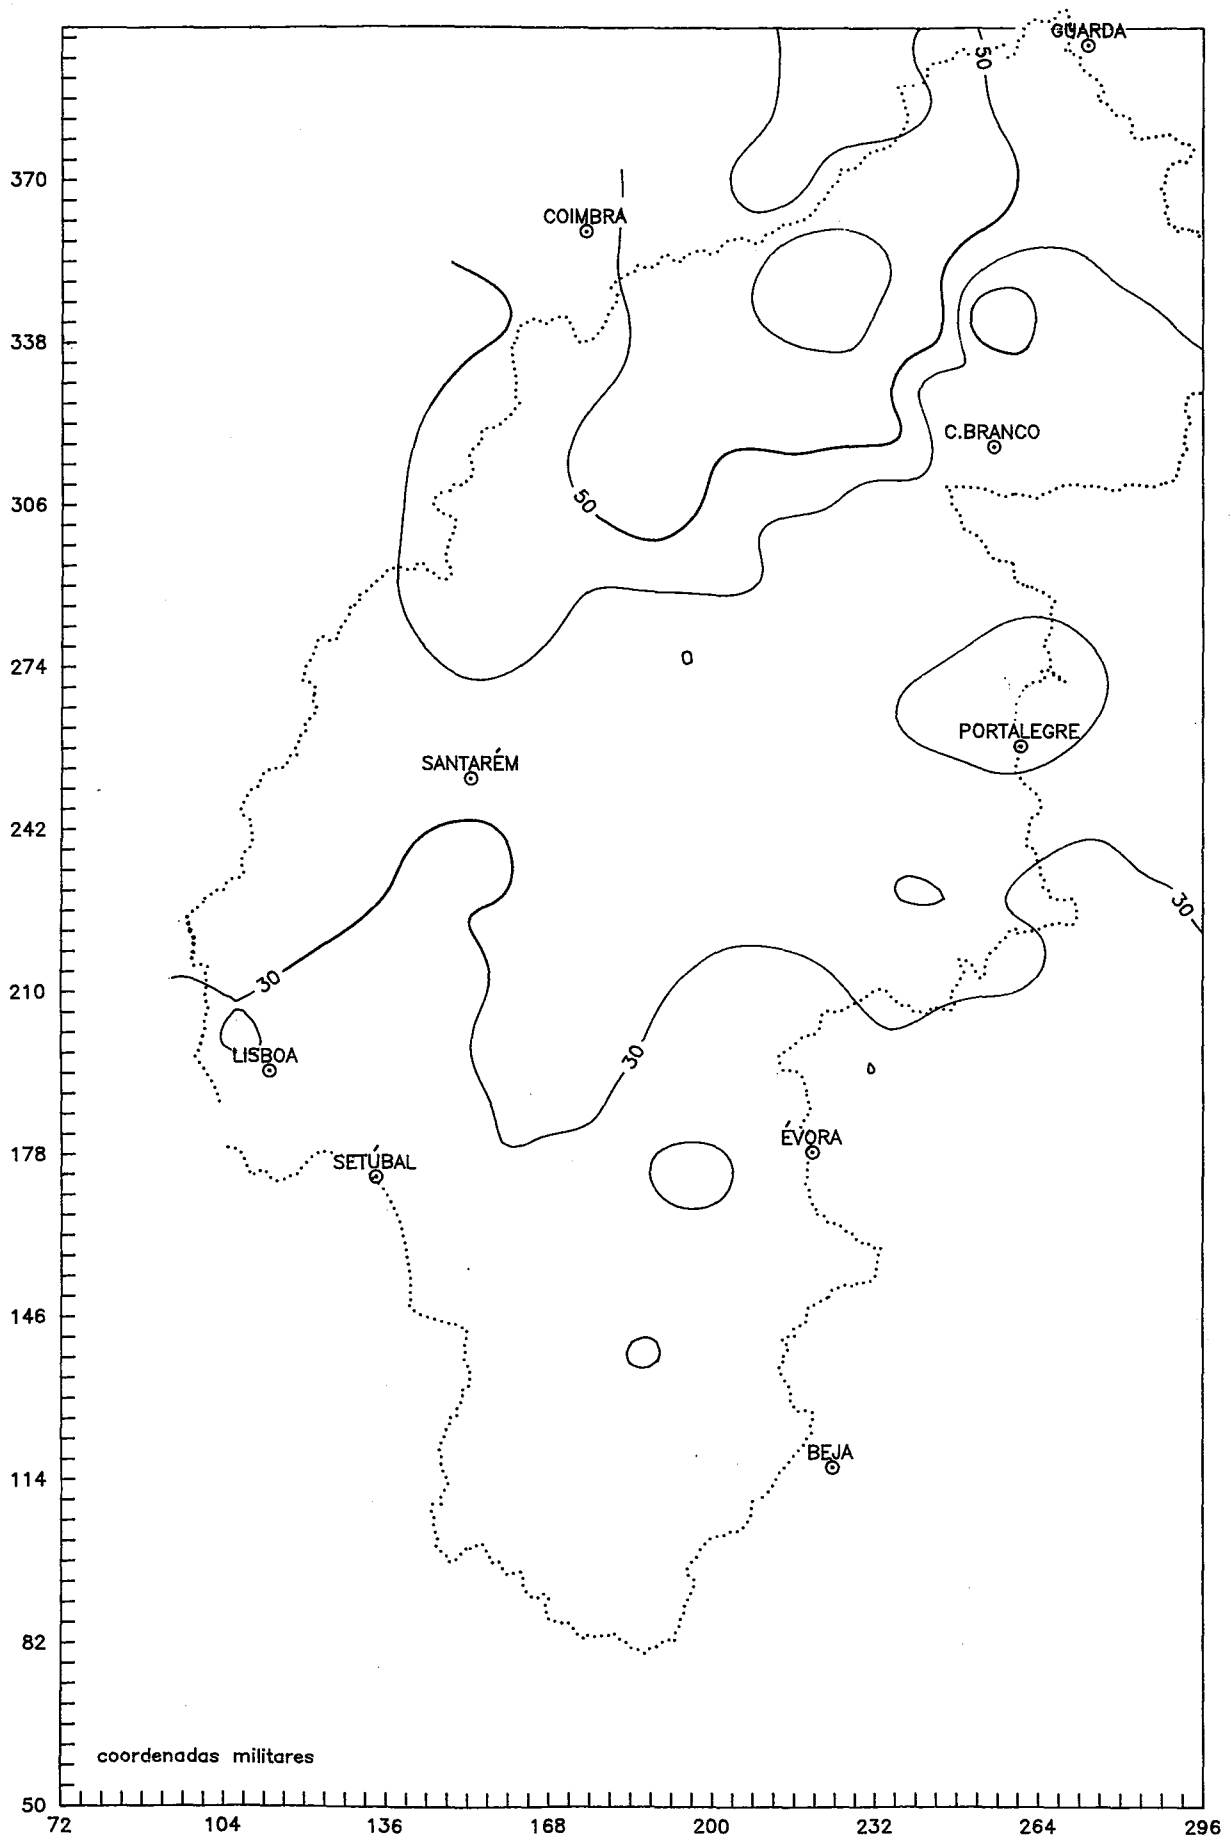 GUARDA
50
370
COIMBRA
338
C.BRANCO
306
50
274
PORTALEGRE
SANTARÉM
242
30
210
30
LISBOA
30
178
ÉVORA
SETÚBAL
146
BEJA
114
82
coordenadas militares
50
72 104 136 168 200 232 264 296